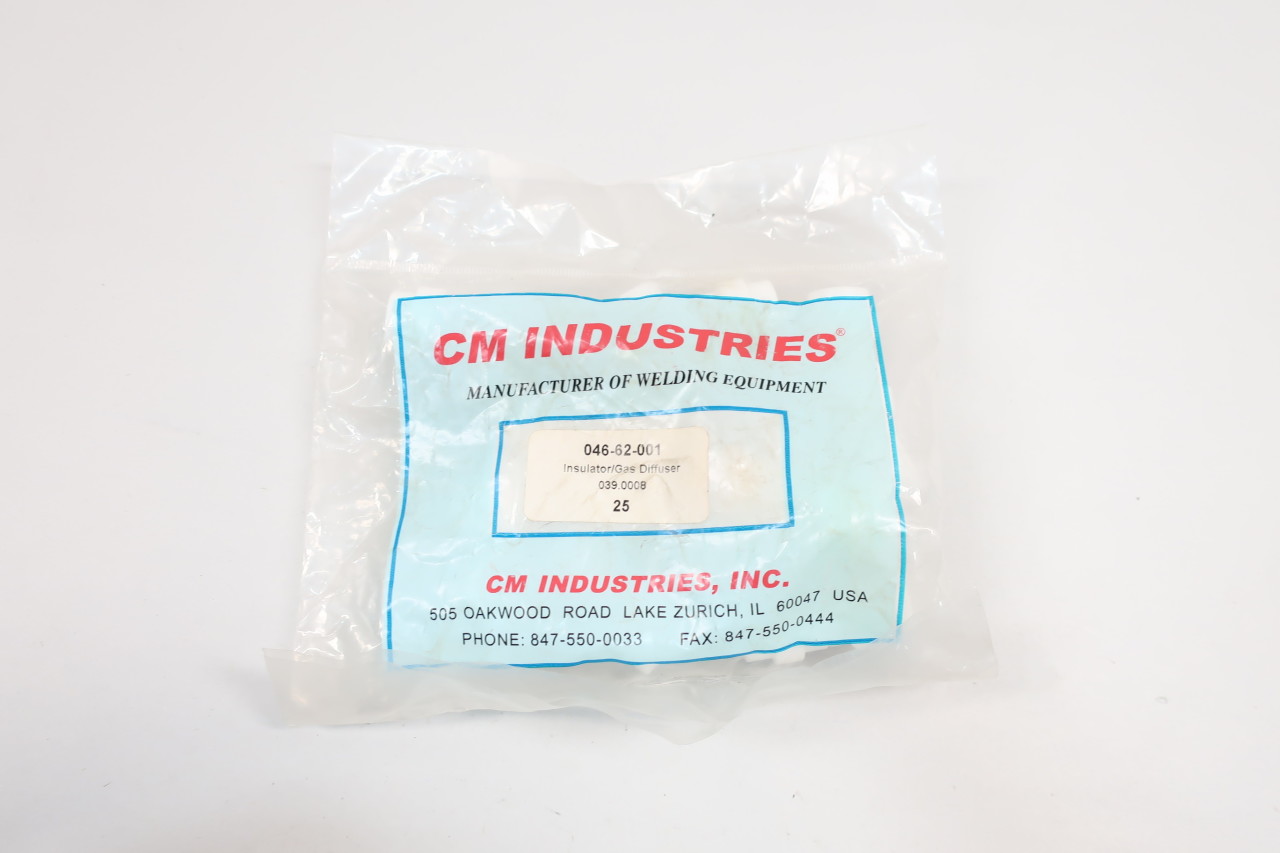 CM INDUSTRIES®
MANUFACTURER OF WELDING EQUIPMENT
046-62-001
Insulator/Gas Diffuser
039.0008
25
CM INDUSTRIES, INC.
505 OAKWOOD ROAD LAKE ZURICH, IL 60047 USA
PHONE: 847-550-0033 FAX: 847-550-0444